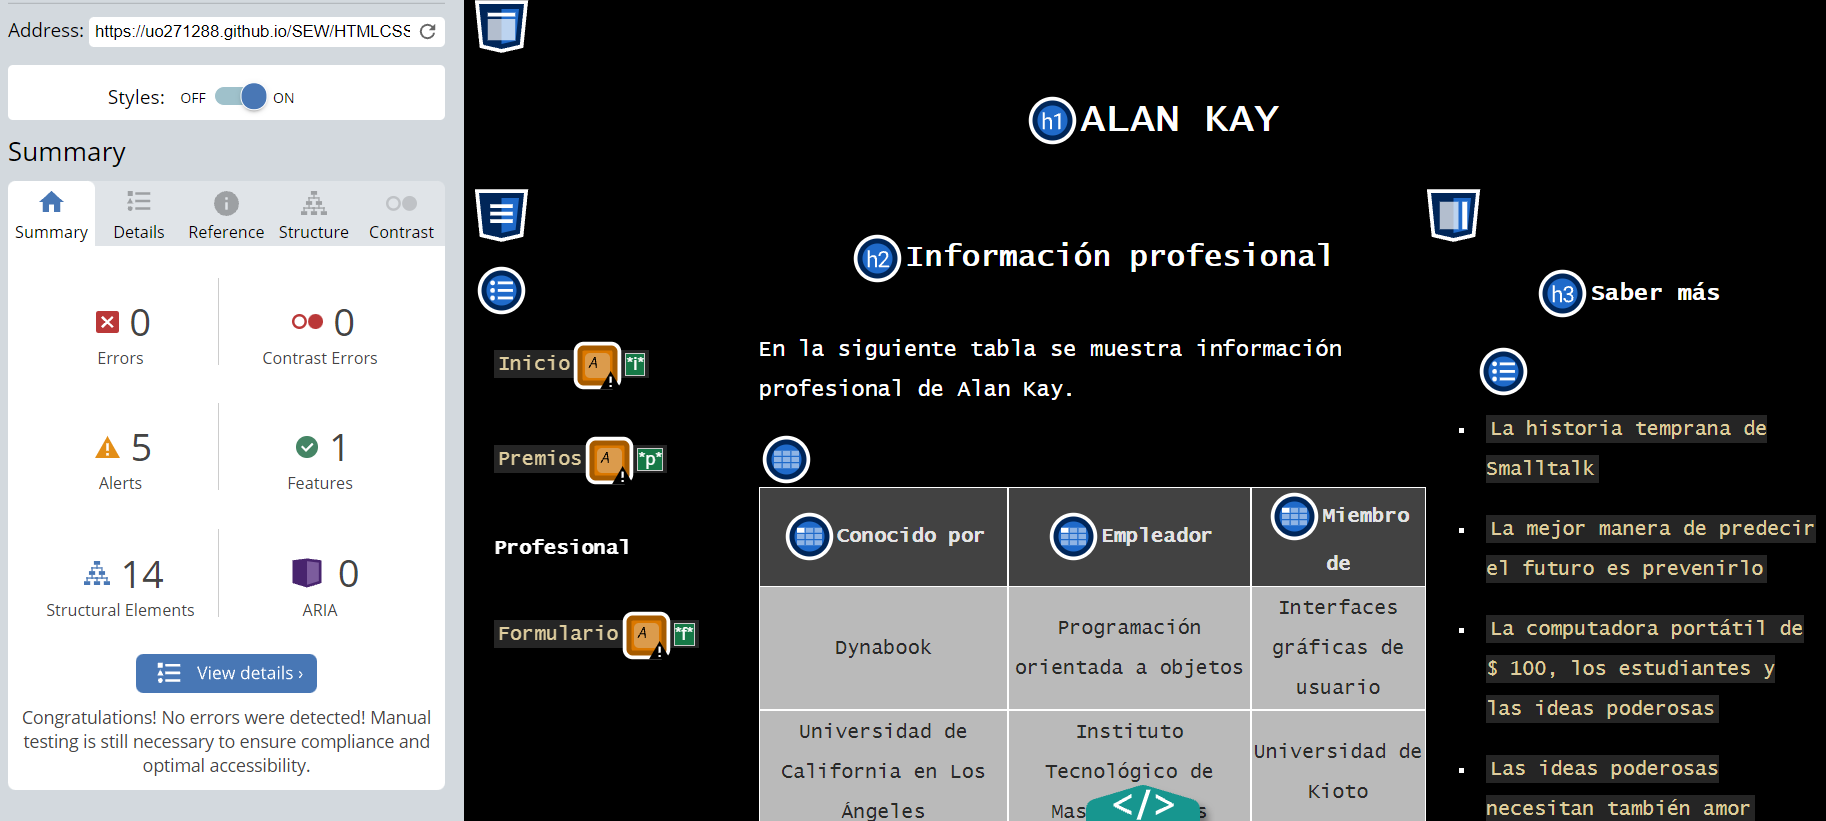 Address: https://uo271288.github.io/SEW/HTMLCSS
Styles: OFF ON
Summary
Summary Details Reference Structure Contrast
0 0
Errors Contrast Errors
5 1
Alerts Features
14 0
Structural Elements ARIA
View details ›
Congratulations! No errors were detected! Manual
testing is still necessary to ensure compliance and
optimal accessibility.
h1 ALAN KAY
Inicio A *i*
Premios A *p*
Profesional
Formulario A *f*
h2 Información profesional
En la siguiente tabla se muestra información
profesional de Alan Kay.
Conocido por
Empleador
Miembro
de
Dynabook
Programación
orientada a objetos
Interfaces
gráficas de
usuario
Universidad de
California en Los
Ángeles
Instituto
Tecnológico de
Universidad de
Kioto
</>
h3 Saber más
La historia temprana de
Smalltalk
La mejor manera de predecir
el futuro es prevenirlo
La computadora portátil de
$ 100, los estudiantes y
las ideas poderosas
Las ideas poderosas
necesitan también amor